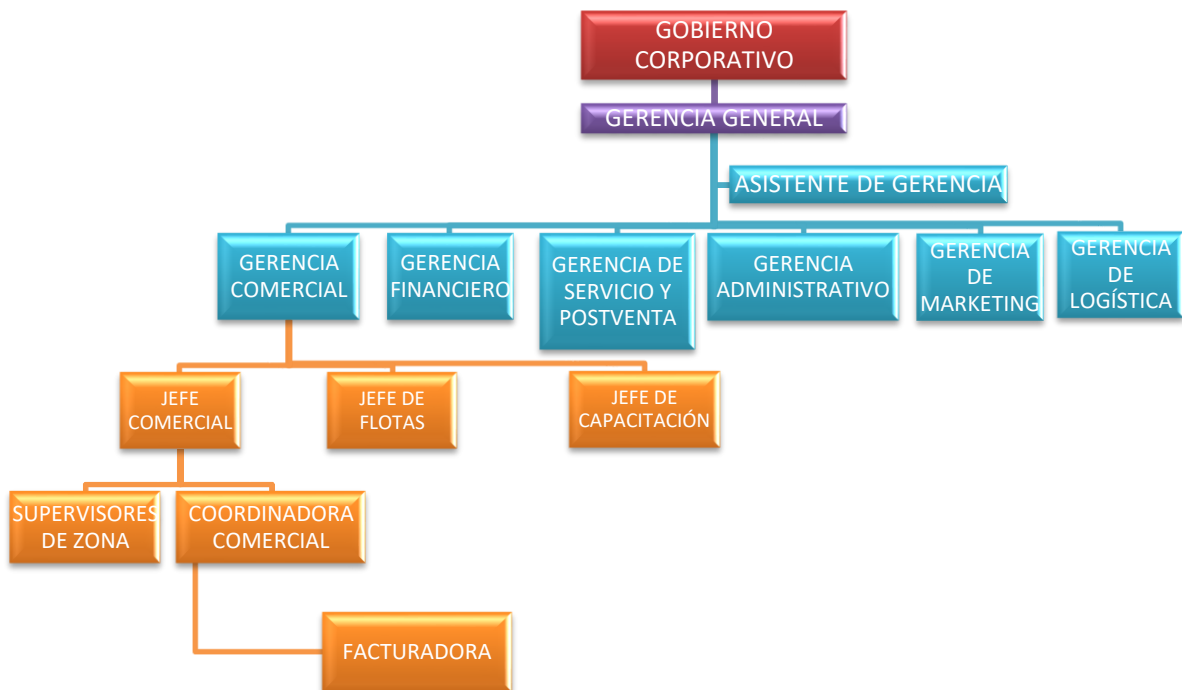 GOBIERNO
CORPORATIVO
GERENCIA GENERAL
ASISTENTE DE GERENCIA
GERENCIA
COMERCIAL
GERENCIA
FINANCIERO
GERENCIA DE
SERVICIO Y
POSTVENTA
GERENCIA
ADMINISTRATIVO
GERENCIA
DE
MARKETING
GERENCIA
DE
LOGÍSTICA
JEFE
COMERCIAL
JEFE DE
FLOTAS
JEFE DE
CAPACITACIÓN
SUPERVISORES
DE ZONA
COORDINADORA
COMERCIAL
FACTURADORA